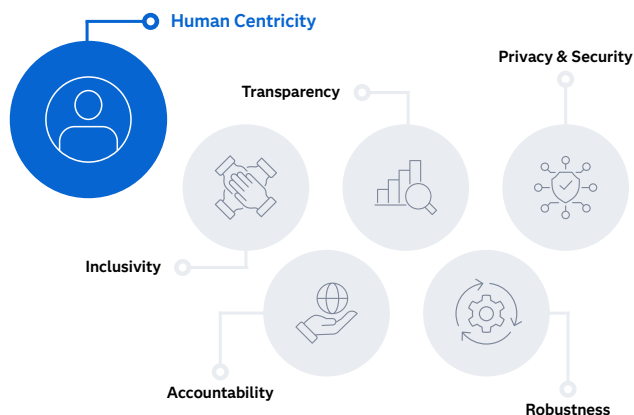 Human Centricity
Privacy & Security
Transparency
Inclusivity
Accountability
Robustness